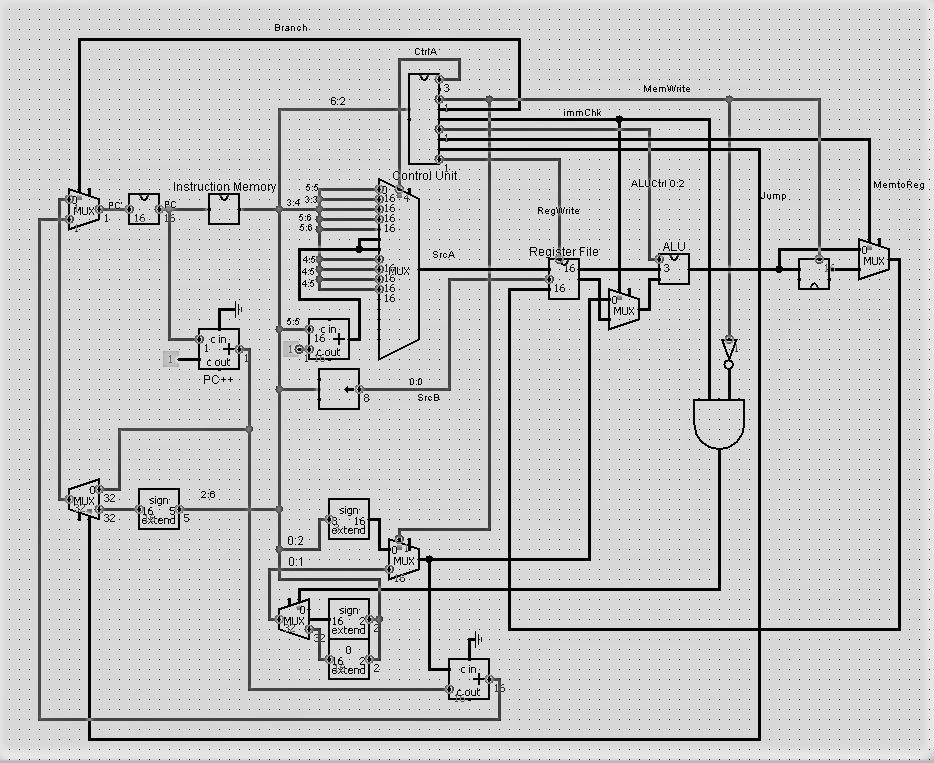 Branch
CtrlA
3
6:2
MemWrite
1
immChk
1
1
Control Unit
Instruction Memory
5:5
3:4
3:3
5:6
5:6
16
16
16
16
16
ALUCtrl 0:2
MemtoReg
Jump
0
MUX
1
PC'
16
PC
16
RegWrite
SrcA
Register File
ALU
16
3
16
4:5
4:5
4:5
MUX
16
16
16
16
0
MUX
0
MUX
5:5
c in
16
+
c out
1
c in
1
+
1
c out
1
PC++
0:0
8
SrcB
0
MUX
32
32
sign
16 5
extend
5
2:6
sign
3 16
extend
0:2
0:1
0
MUX
16
0
MUX
32
sign
16 2
extend
2
0
16 2
extend
2
c in
+
c out
16